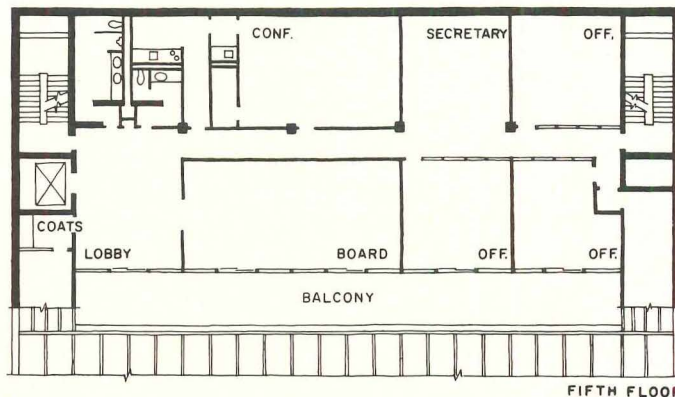 CONF.
SECRETARY
OFF.
COATS
LOBBY
BOARD
OFF.
OFF.
BALCONY
FIFTH FLOOR